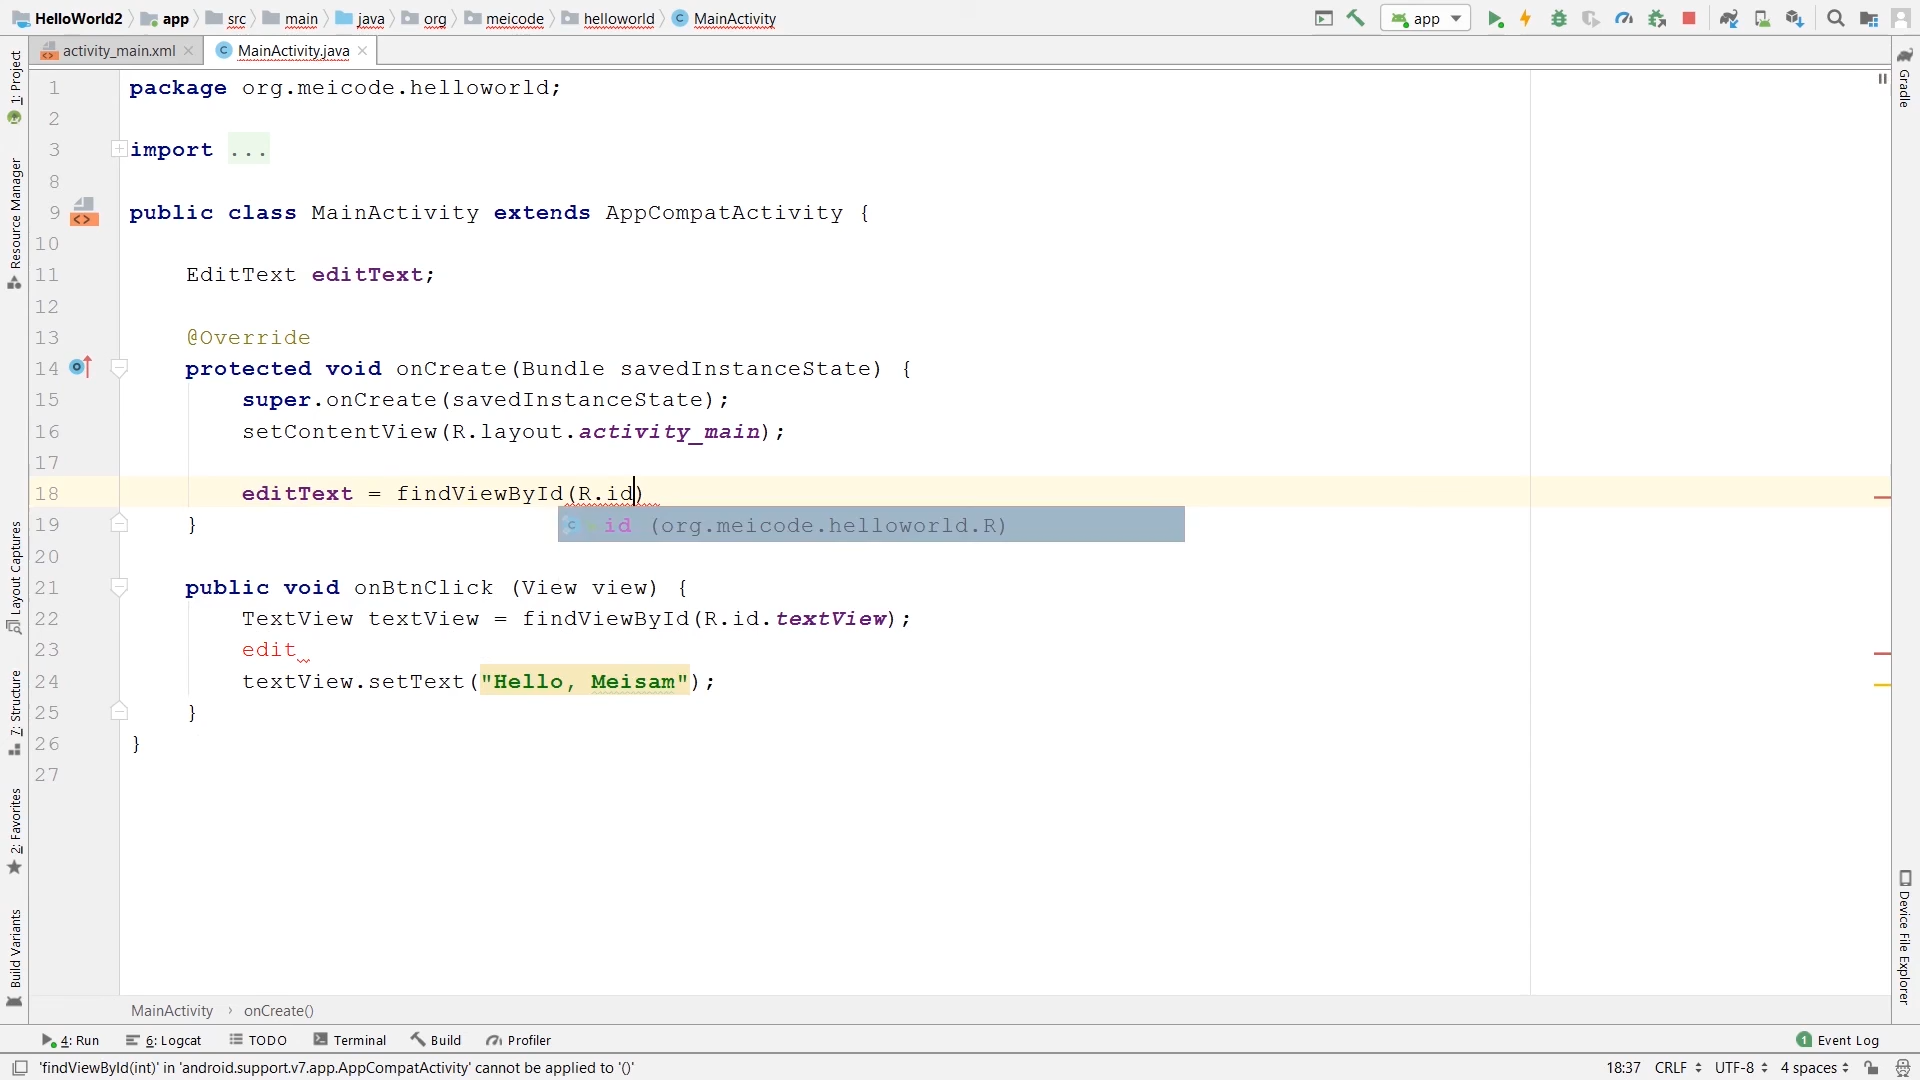 HelloWorld2 app src main java org meicode helloworld MainActivity app
activity_main.xml MainActivity.java
1: Project
Resource Manager
Layout Captures
7: Structure
2: Favorites
Build Variants
Gradle
Device File Explorer
1 package org.meicode.helloworld;
2
3 import ...
8
9 public class MainActivity extends AppCompatActivity {
10
11 EditText editText;
12
13 @Override
14 protected void onCreate(Bundle savedInstanceState) {
15 super.onCreate(savedInstanceState);
16 setContentView(R.layout.activity_main);
17
18 editText = findViewById(R.id)
id (org.meicode.helloworld.R)
19 }
20
21 public void onBtnClick (View view) {
22 TextView textView = findViewById(R.id.textView);
23 edit
24 textView.setText("Hello, Meisam");
25 }
26 }
27
MainActivity › onCreate()
4: Run 6: Logcat TODO Terminal Build Profiler 1 Event Log
'findViewById(int)' in 'android.support.v7.app.AppCompatActivity' cannot be applied to '()' 18:37 CRLF UTF-8 4 spaces